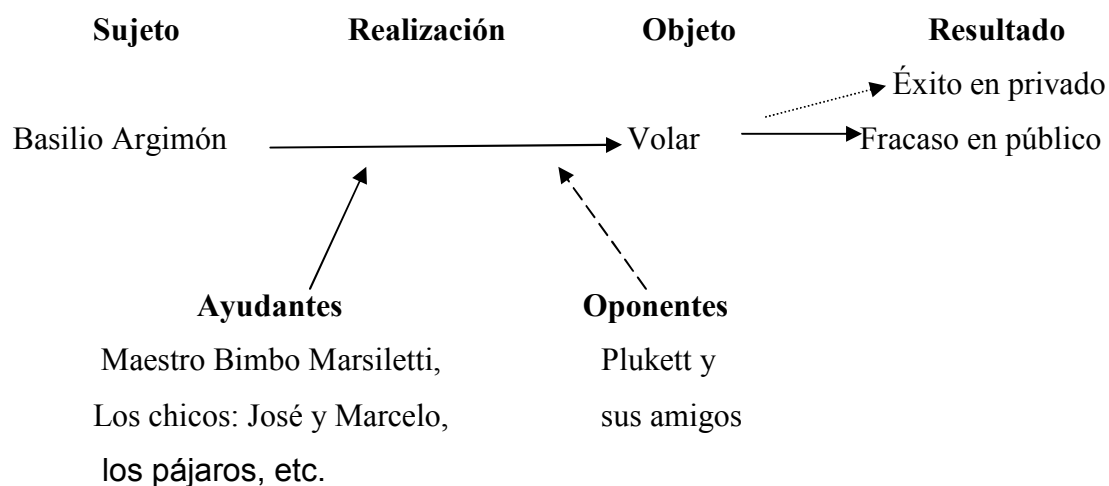 Sujeto Realización Objeto Resultado
Éxito en privado
Basilio Argimón Volar Fracaso en público
Ayudantes Oponentes
Maestro Bimbo Marsiletti, Plukett y
Los chicos: José y Marcelo, sus amigos
los pájaros, etc.